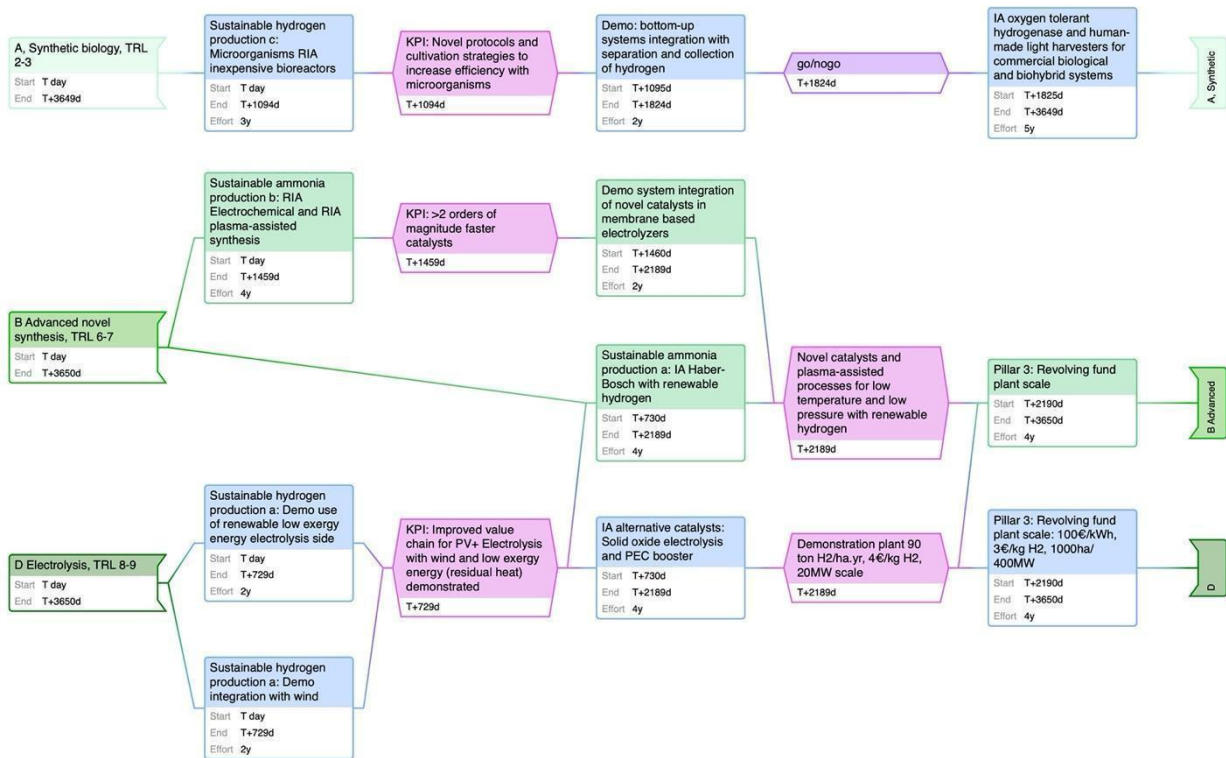 A, Synthetic biology, TRL
2-3
Start T day
End T+3649d
Sustainable hydrogen
production c:
Microorganisms RIA
inexpensive bioreactors
Start T day
End T+1094d
Effort 3y
KPI: Novel protocols and
cultivation strategies to
increase efficiency with
microorganisms
T+1094d
Demo: bottom-up
systems integration with
separation and collection
of hydrogen
Start T+1095d
End T+1824d
Effort 2y
go/nogo
T+1824d
IA oxygen tolerant
hydrogenase and human-
made light harvesters for
commercial biological
and biohybrid systems
Start T+1825d
End T+3649d
Effort 5y
A, Synthetic
Sustainable ammonia
production b: RIA
Electrochemical and RIA
plasma-assisted
synthesis
Start T day
End T+1459d
Effort 4y
KPI: >2 orders of
magnitude faster
catalysts
T+1459d
Demo system integration
of novel catalysts in
membrane based
electrolyzers
Start T+1460d
End T+2189d
Effort 2y
B Advanced novel
synthesis, TRL 6-7
Start T day
End T+3650d
Sustainable ammonia
production a: IA Haber-
Bosch with renewable
hydrogen
Start T+730d
End T+2189d
Effort 4y
Novel catalysts and
plasma-assisted
processes for low
temperature and low
pressure with renewable
hydrogen
T+2189d
Pillar 3: Revolving fund
plant scale
Start T+2190d
End T+3650d
Effort 4y
B Advanced
D Electrolysis, TRL 8-9
Start T day
End T+3650d
Sustainable hydrogen
production a: Demo use
of renewable low exergy
energy electrolysis side
Start T day
End T+729d
Effort 2y
Sustainable hydrogen
production a: Demo
integration with wind
Start T day
End T+729d
Effort 2y
KPI: Improved value
chain for PV+ Electrolysis
with wind and low exergy
energy (residual heat)
demonstrated
T+729d
IA alternative catalysts:
Solid oxide electrolysis
and PEC booster
Start T+730d
End T+2189d
Effort 4y
Demonstration plant 90
ton H2/ha.yr, 4€/kg H2,
20MW scale
T+2189d
Pillar 3: Revolving fund
plant scale: 100€/kWh,
3€/kg H2, 1000ha/
400MW
Start T+2190d
End T+3650d
Effort 4y
D